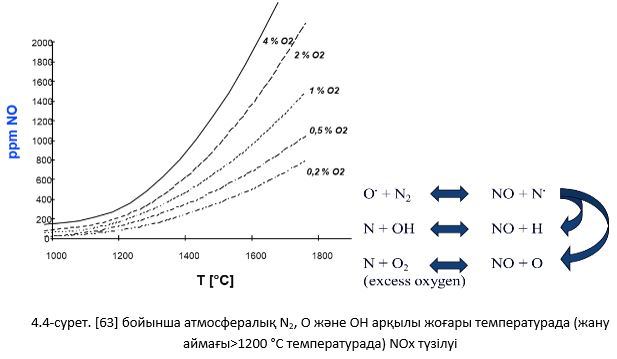 ppm NO
2000
1800
1600
1400
1200
1000
800
600
400
200
0
4 % O2
2 % O2
1 % O2
0,5 % O2
0,2 % O2
1000 1200 1400 1600 1800
T [°C]
O· + N₂ NO + N·
N + OH NO + H
N + O₂ NO + O
(excess oxygen)
4.4-сурет. [63] бойынша атмосфералық N₂, O және OH арқылы жоғары температурада (жану
аймағы>1200 °C температурада) NOx түзілуі